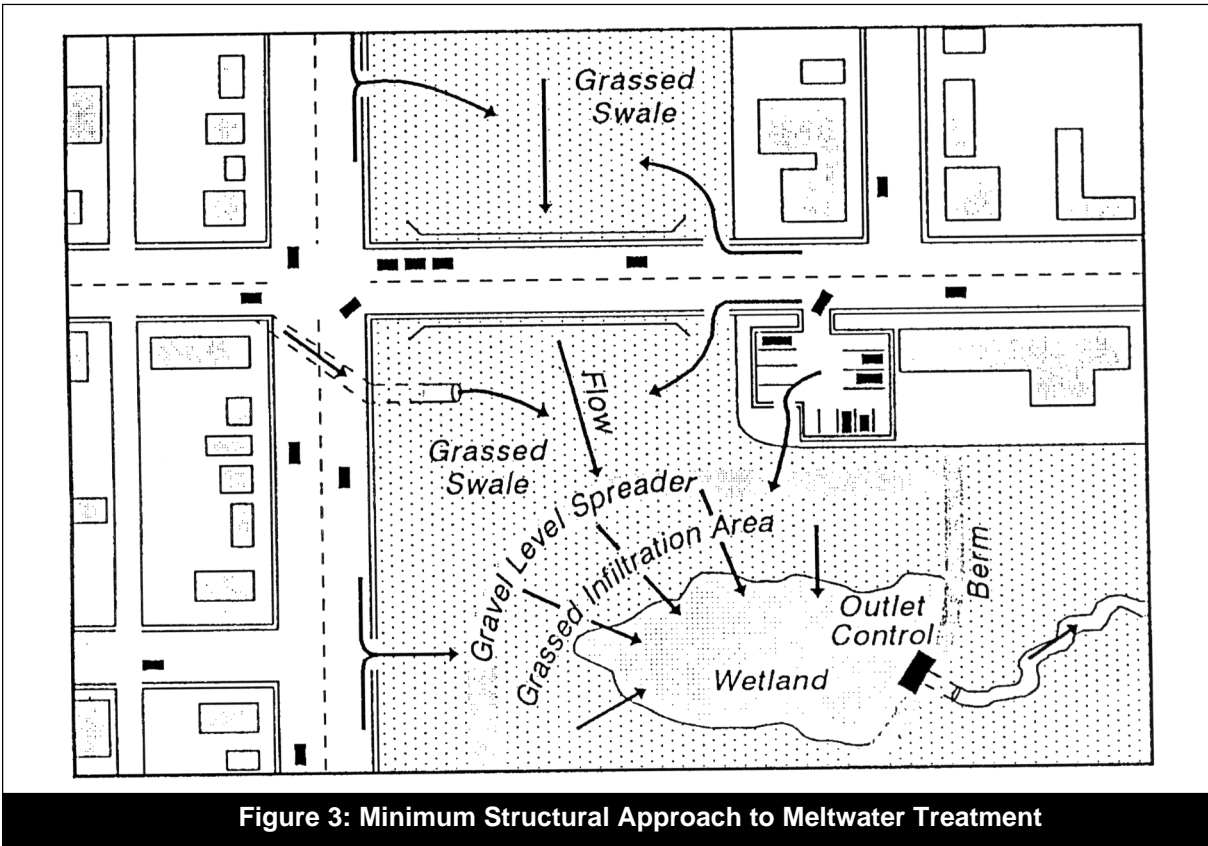 Grassed
Swale
Flow
Grassed
Swale
Gravel Level Spreader
Grassed Infiltration Area
Berm
Outlet
Control
Wetland
Figure 3: Minimum Structural Approach to Meltwater Treatment